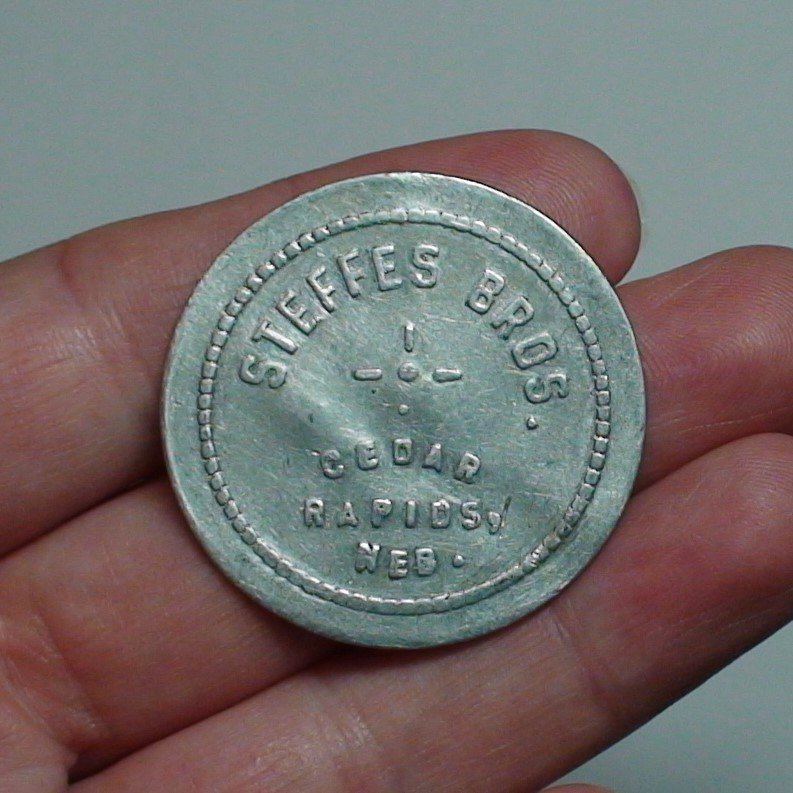 STEFFES BROS.
CEDAR
RAPIDS,
NEB.